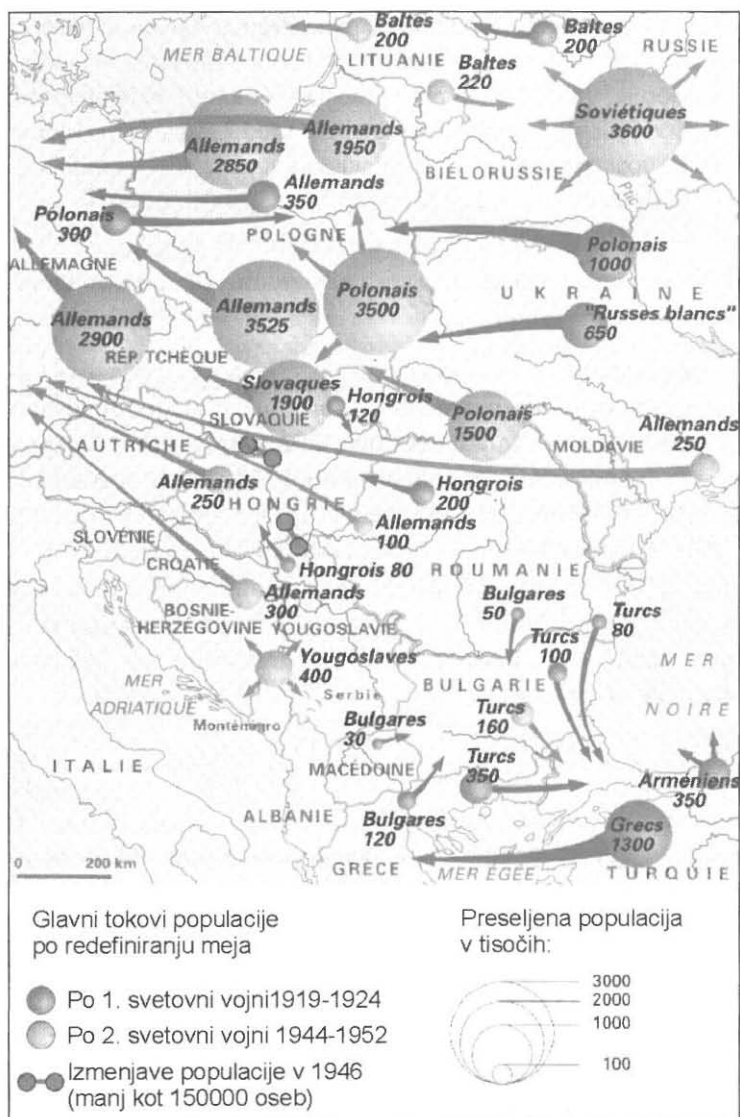 Baltes
200
Baltes
200
MER BALTIQUE
LITUANIE
RUSSIE
Baltes
220
Soviétiques
3600
Allemands
2850
Allemands
1950
BIÉLORUSSIE
Allemands
350
Polonais
300
POLOGNE
Polonais
1000
ALLEMAGNE
Allemands
3525
Polonais
3500
UKRAINE
Allemands
2900
"Russes blancs"
650
RÉP. TCHÈQUE
Slovaques
1900
Hongrois
120
SLOVAQUIE
Polonais
1500
Allemands
250
AUTRICHE
MOLDAVIE
Allemands
250
HONGRIE
Hongrois
200
Allemands
100
SLOVÉNIE
CROATIE
Hongrois 80
ROUMANIE
Allemands
300
Bulgares
50
Turcs
80
BOSNIE-
HERZÉGOVINE
YOUGOSLAVIE
Turcs
100
MER
NOIRE
Yougoslaves
400
BULGARIE
MER
ADRIATIQUE
Serbie
Turcs
160
Monténégro
Bulgares
30
ITALIE
MACÉDOINE
Turcs
350
Arméniens
350
ALBANIE
Bulgares
120
Grecs
1300
0 200 km
GRÈCE
MER ÉGÉE
TURQUIE
Glavni tokovi populacije
po redefiniranju meja
Po 1. svetovni vojni1919-1924
Po 2. svetovni vojni 1944-1952
Izmenjave populacije v 1946
(manj kot 150000 oseb)
Preseljena populacija
v tisočih:
3000
2000
1000
100